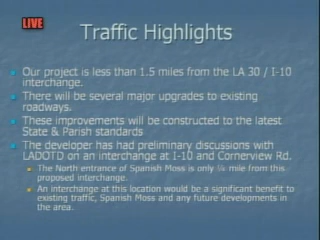 LIVE
Traffic Highlights
Our project is less than 1.5 miles from the LA 30 / I-10
interchange.
There will be several major upgrades to existing
roadways.
These improvements will be constructed to the latest
State & Parish standards
The developer has had preliminary discussions with
LADOTD on an interchange at I-10 and Cornerview Rd.
The North entrance of Spanish Moss is only mile from this
proposed interchange.
An interchange at this location would be a significant benefit to
existing traffic, Spanish Moss and any future developments in
the area.